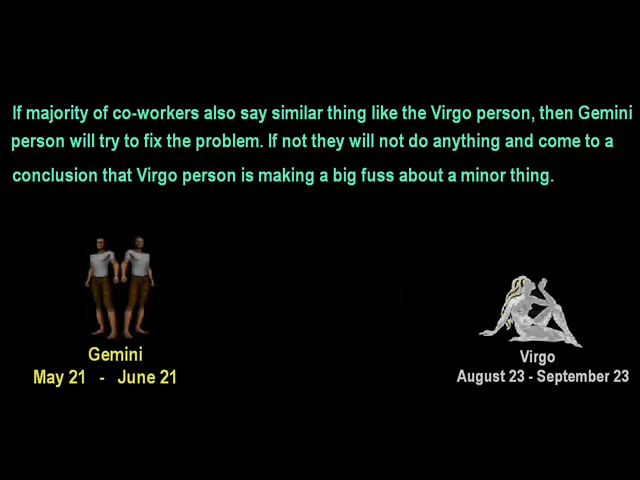 If majority of co-workers also say similar thing like the Virgo person, then Gemini
person will try to fix the problem. If not they will not do anything and come to a
conclusion that Virgo person is making a big fuss about a minor thing.
Gemini
May 21 - June 21
Virgo
August 23 - September 23